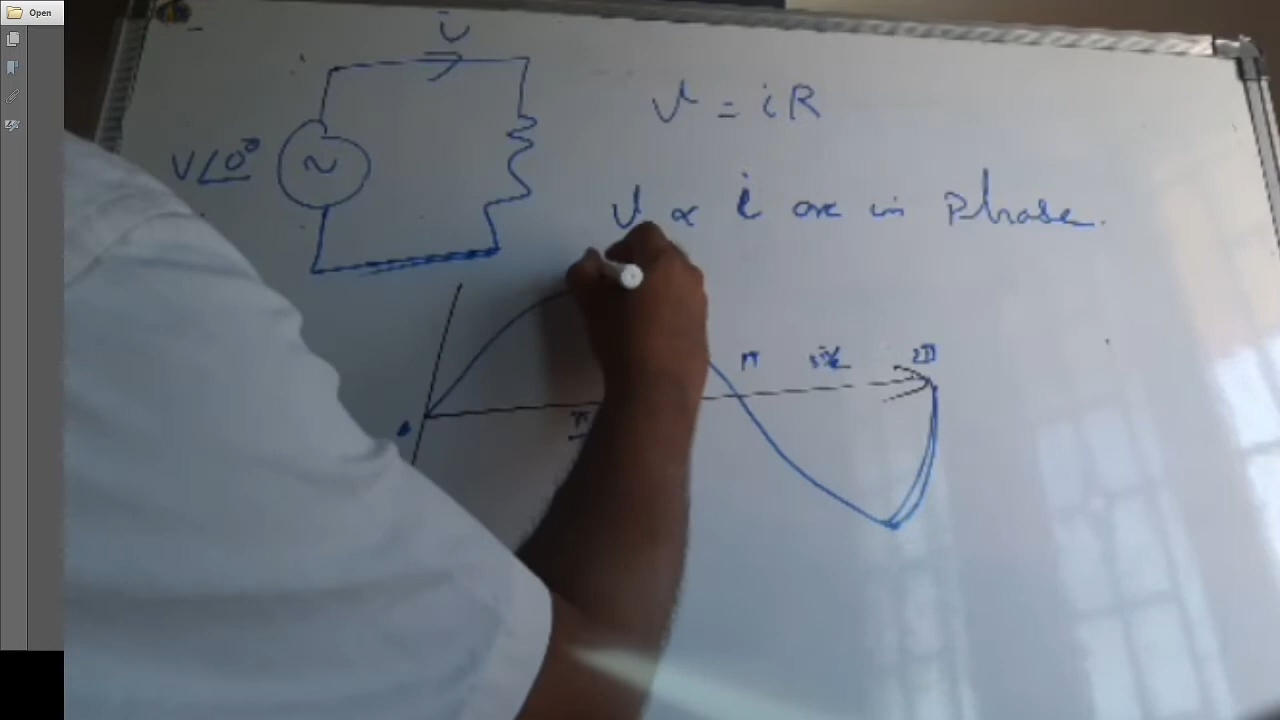 Open
i
V = iR
V∠0°
V & i are in Phase.
π 3π/2 2π
π